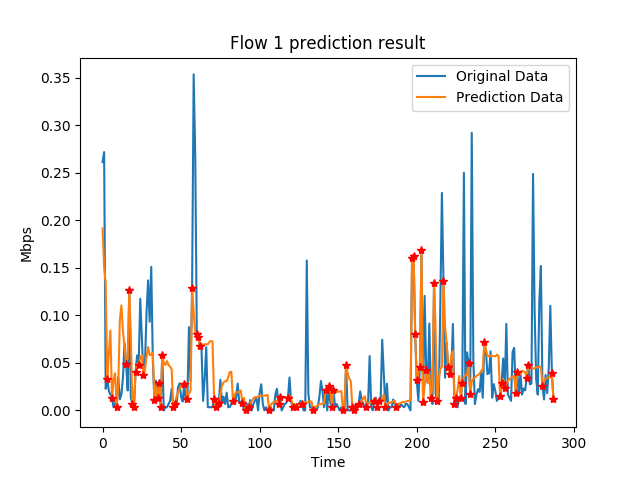 Flow 1 prediction result
Original Data
Prediction Data
Mbps
0.35
0.30
0.25
0.20
0.15
0.10
0.05
0.00
0 50 100 150 200 250 300
Time